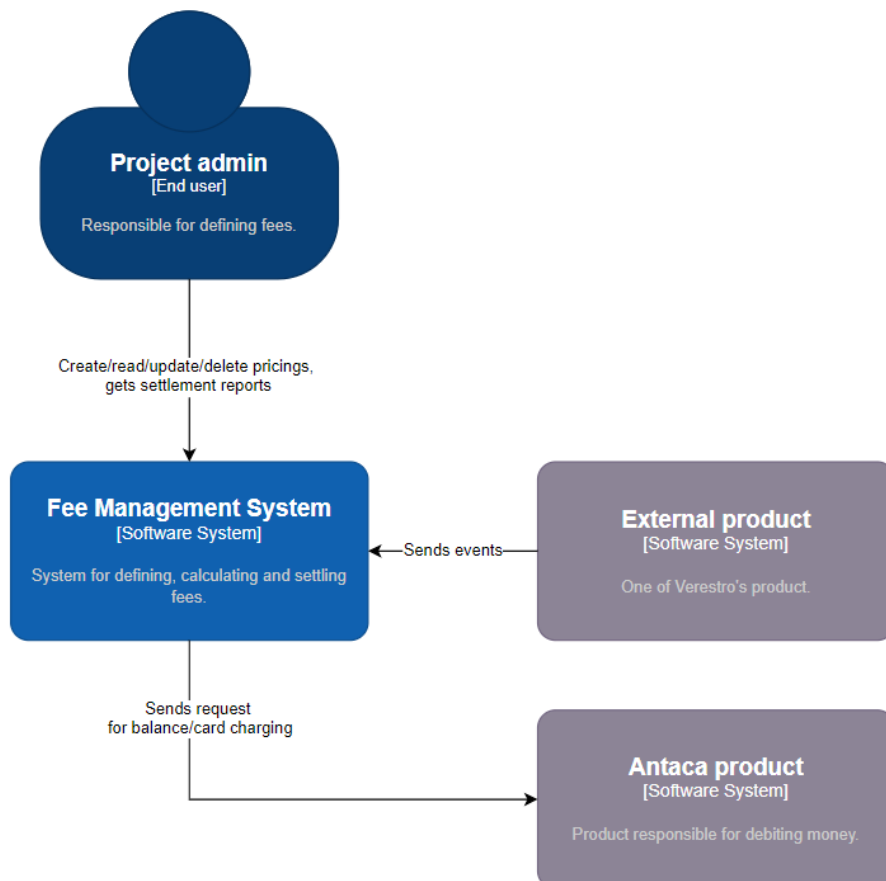 Project admin
[End user]
Responsible for defining fees.
Create/read/update/delete pricings,
gets settlement reports
Fee Management System
[Software System]
System for defining, calculating and settling
fees.
Sends events
External product
[Software System]
One of Verestro's product.
Sends request
for balance/card charging
Antaca product
[Software System]
Product responsible for debiting money.